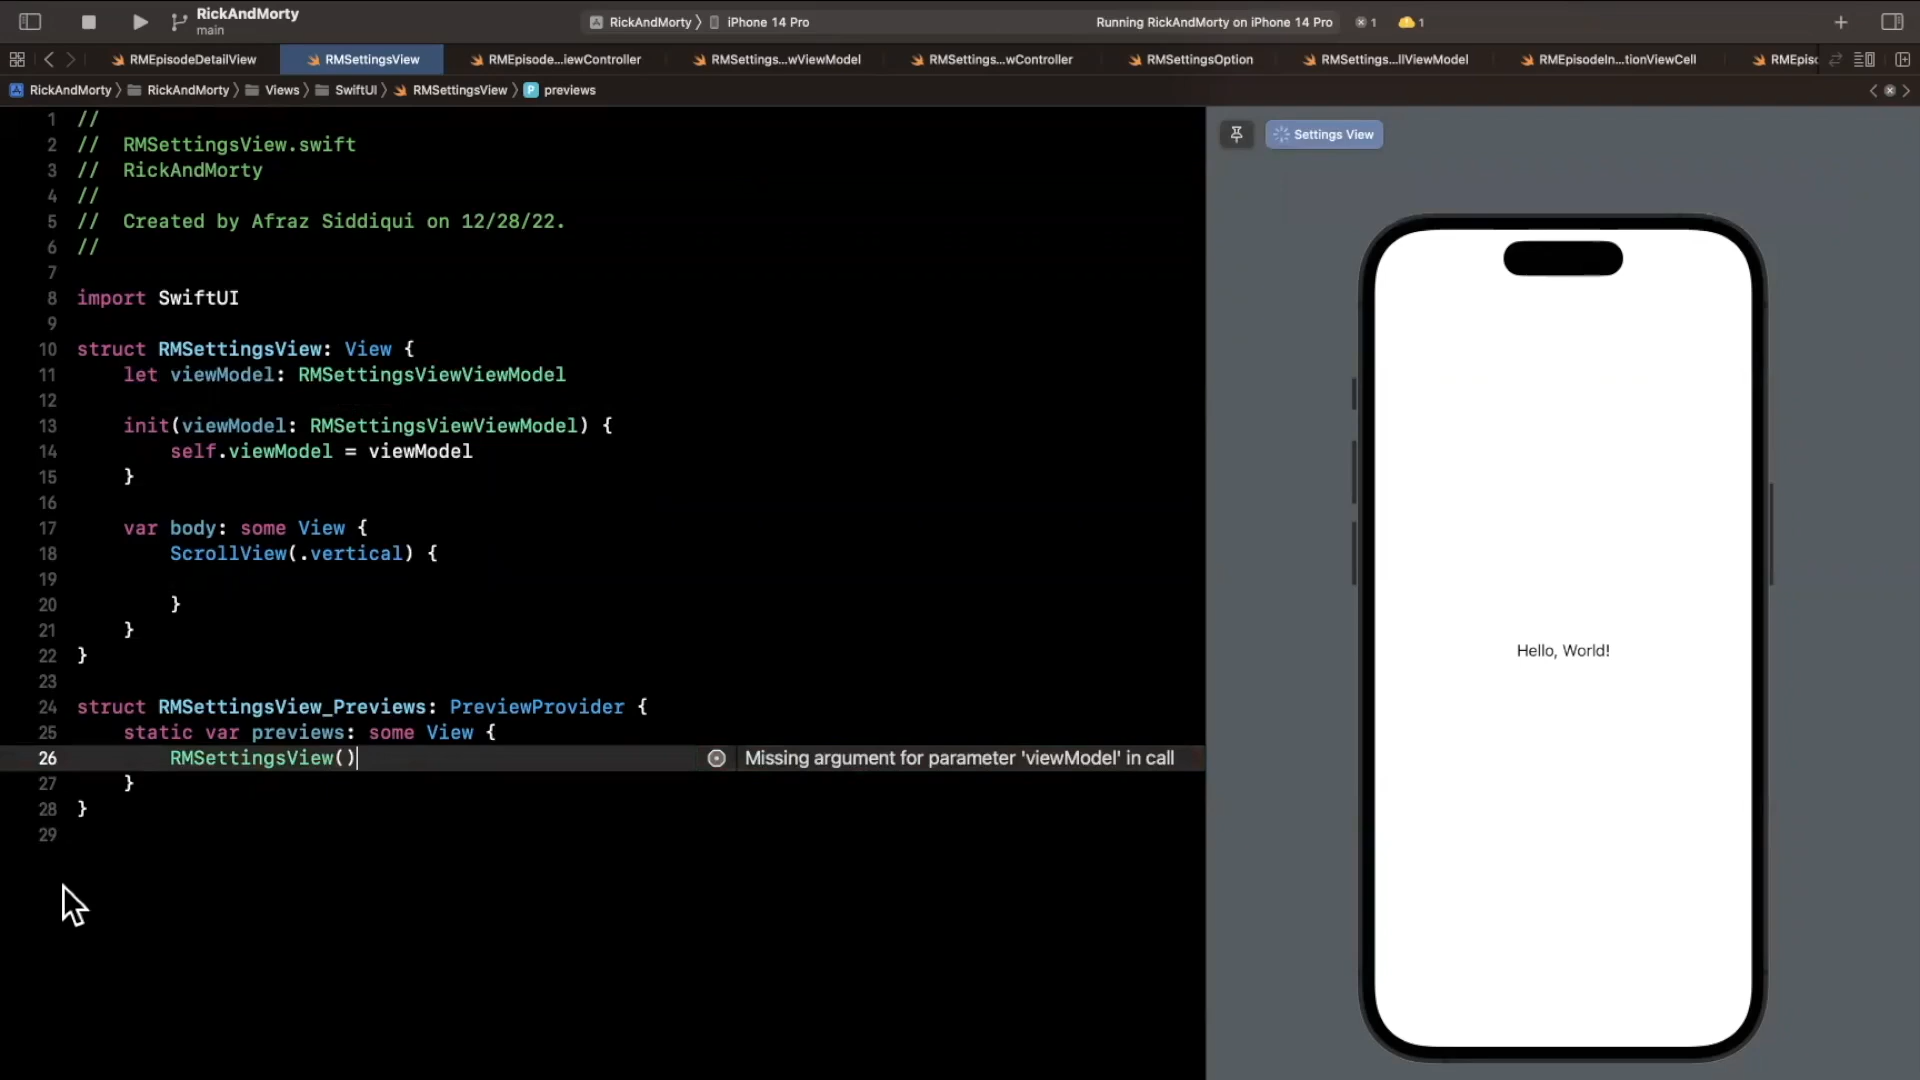 RickAndMorty
main
RickAndMorty 〉 iPhone 14 Pro
Running RickAndMorty on iPhone 14 Pro
1
1
RMEpisodeDetailView
RMSettingsView
RMEpisode...iewController
RMSettings...wViewModel
RMSettings...wController
RMSettingsOption
RMSettings...llViewModel
RMEpisodeIn...tionViewCell
RMEpisc
RickAndMorty 〉 RickAndMorty 〉 Views 〉 SwiftUI 〉 RMSettingsView 〉 P previews
1 //
2 //  RMSettingsView.swift
3 //  RickAndMorty
4 //
5 //  Created by Afraz Siddiqui on 12/28/22.
6 //
7
8 import SwiftUI
9
10 struct RMSettingsView: View {
11     let viewModel: RMSettingsViewViewModel
12
13     init(viewModel: RMSettingsViewViewModel) {
14         self.viewModel = viewModel
15     }
16
17     var body: some View {
18         ScrollView(.vertical) {
19
20         }
21     }
22 }
23
24 struct RMSettingsView_Previews: PreviewProvider {
25     static var previews: some View {
26         RMSettingsView()
Missing argument for parameter 'viewModel' in call
27     }
28 }
29
Settings View
Hello, World!